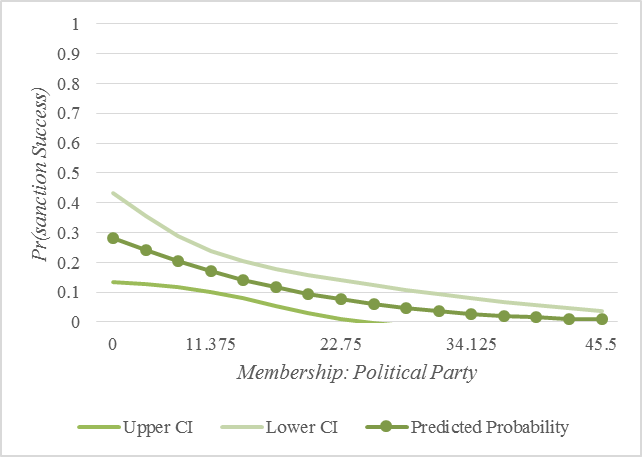 1
0.9
0.8
0.7
0.6
0.5
0.4
0.3
0.2
0.1
0
Pr(sanction Success)
0 11.375 22.75 34.125 45.5
Membership: Political Party
Upper CI Lower CI Predicted Probability